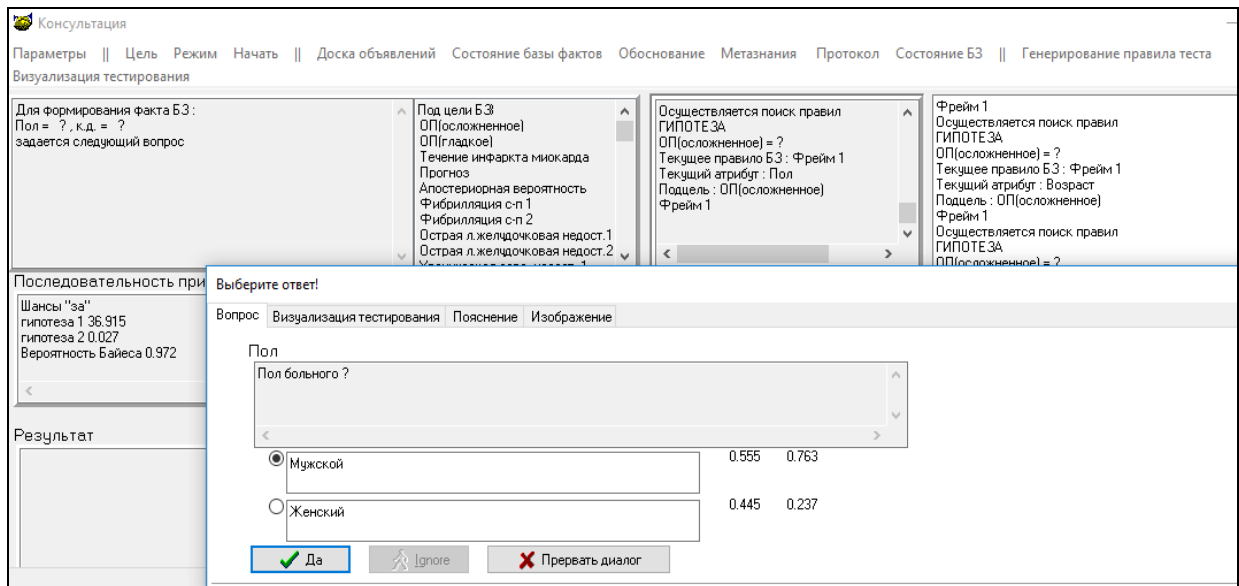 Консультация
Параметры || Цель Режим Начать || Доска объявлений Состояние базы фактов Обоснование Метазнания Протокол Состояние БЗ || Генерирование правила теста
Визуализация тестирования
Для формирования факта БЗ :
Пол = ? , к.д. = ?
задается следующий вопрос
Под цели БЗ!
ОП(осложненное)
ОП(гладкое)
Течение инфаркта миокарда
Прогноз
Апостериорная вероятность
Фибрилляция с-п 1
Фибрилляция с-п 2
Острая л.желудочковая недост.1
Острая л.желудочковая недост.2
Осуществляется поиск правил
ГИПОТЕЗА
ОП(осложненное) = ?
Текущее правило БЗ : Фрейм 1
Текущий атрибут : Пол
Подцель : ОП(осложненное)
Фрейм 1
Фрейм 1
Осуществляется поиск правил
ГИПОТЕЗА
ОП(осложненное) = ?
Текущее правило БЗ : Фрейм 1
Текущий атрибут : Возраст
Подцель : ОП(осложненное)
Фрейм 1
Осуществляется поиск правил
ГИПОТЕЗА
ОП(осложненное) = ?
Последовательность при
Шансы "за"
гипотеза 1 36.915
гипотеза 2 0.027
Вероятность Байеса 0.972
Результат
Выберите ответ!
Вопрос Визуализация тестирования Пояснение Изображение
Пол
Пол больного ?
Мужской 0.555 0.763
Женский 0.445 0.237
Да Ignore Прервать диалог